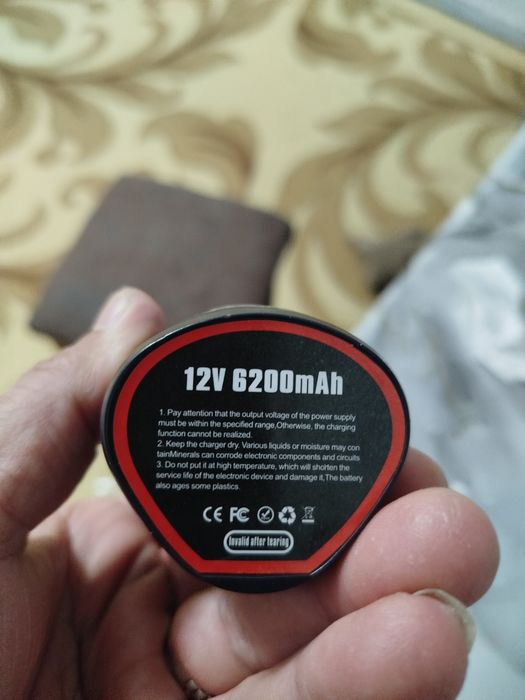 12V 6200mAh
1. Pay attention that the output voltage of the power supply
must be within the specified range,Otherwise, the charging
function cannot be realized.
2. Keep the charger dry. Various liquids or moisture may con
tainMinerals can corrode electronic components and circuits
3. Do not put it at high temperature, which will shorten the
service life of the electronic device and damage it,The battery
also ages some plastics.
CE FC
Invalid after tearing